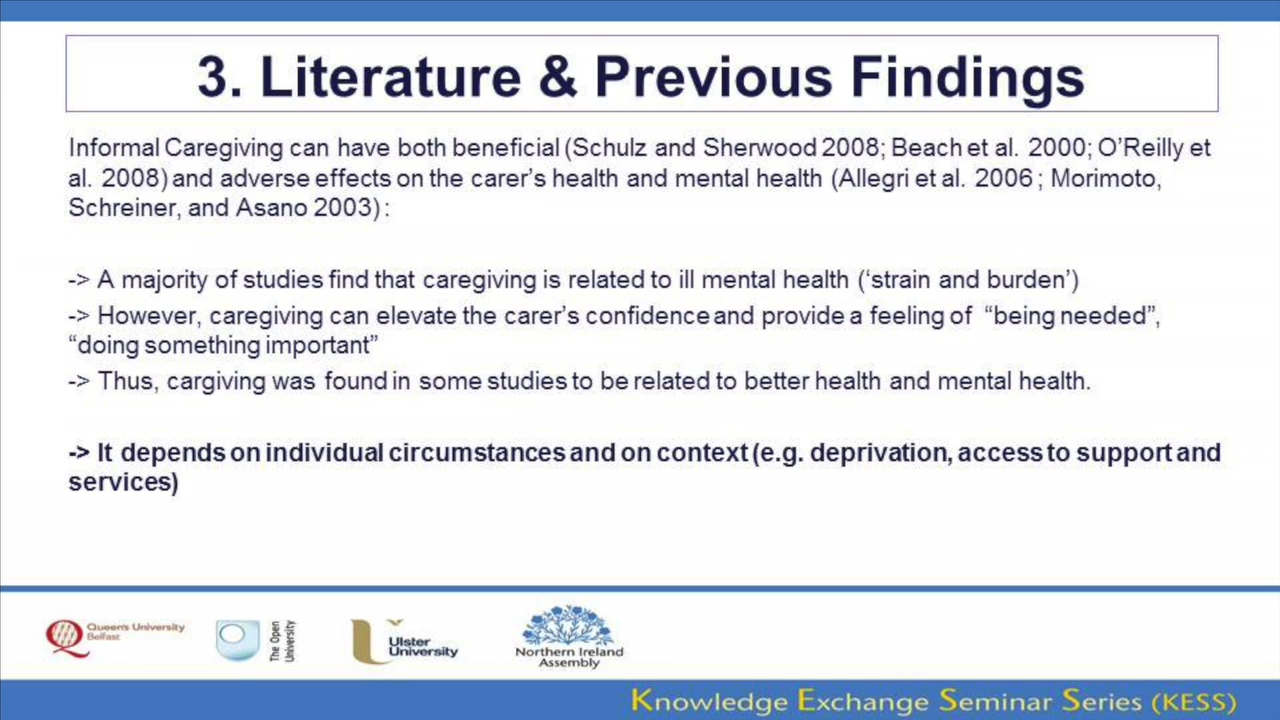 3. Literature & Previous Findings
Informal Caregiving can have both beneficial (Schulz and Sherwood 2008; Beach et al. 2000; O'Reilly et
al. 2008) and adverse effects on the carer's health and mental health (Allegri et al. 2006 ; Morimoto,
Schreiner, and Asano 2003) :
-> A majority of studies find that caregiving is related to ill mental health (‘strain and burden’)
-> However, caregiving can elevate the carer's confidence and provide a feeling of “being needed”,
“doing something important”
-> Thus, cargiving was found in some studies to be related to better health and mental health.
-> It depends on individual circumstances and on context (e.g. deprivation, access to support and
services)
Queen's University
Belfast
The Open
University
Ulster
University
Northern Ireland
Assembly
Knowledge Exchange Seminar Series (KESS)